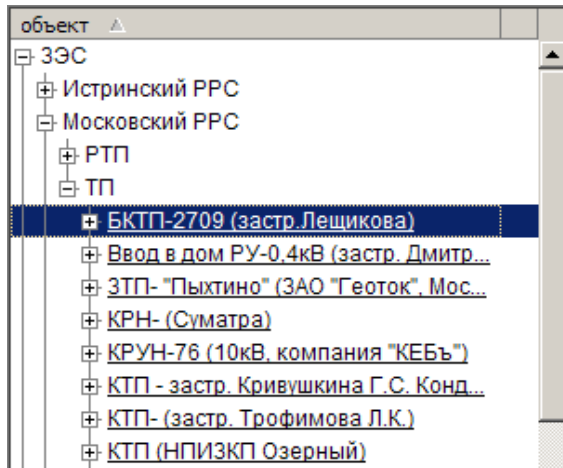 объект
ЗЭС
Истринский РРС
Московский РРС
РТП
ТП
БКТП-2709 (застр.Лещикова)
Ввод в дом РУ-0,4кВ (застр. Дмитр...
ЗТП- "Пыхтино" (ЗАО "Геоток", Мос...
КРН- (Суматра)
КРУН-76 (10кВ, компания "КЕБъ")
КТП - застр. Кривушкина Г.С. Конд...
КТП- (застр. Трофимова Л.К.)
КТП (НПИЗКП Озерный)